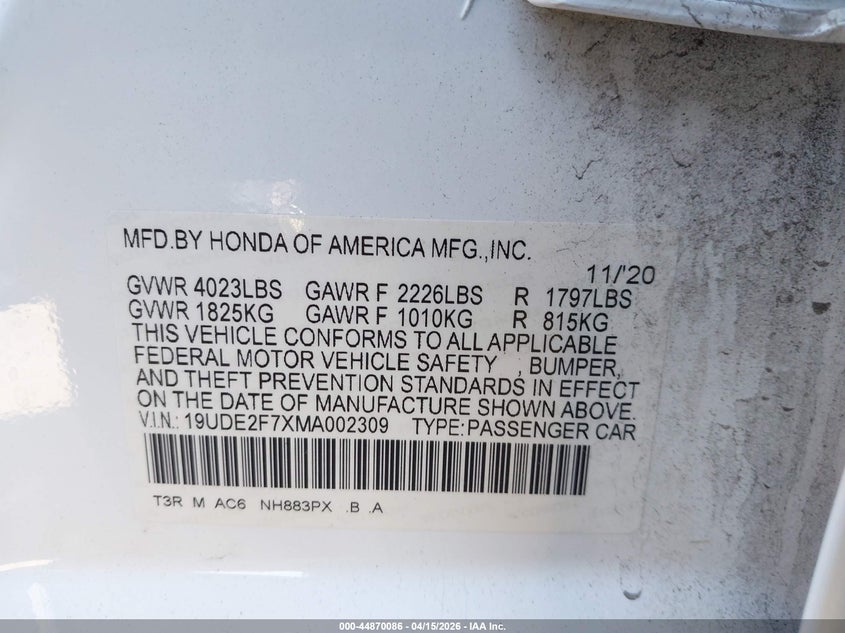 MFD.BY HONDA OF AMERICA MFG.,INC.
11/'20
GVWR 4023LBS GAWR F 2226LBS R 1797LBS
GVWR 1825KG GAWR F 1010KG R 815KG
THIS VEHICLE CONFORMS TO ALL APPLICABLE
FEDERAL MOTOR VEHICLE SAFETY , BUMPER,
AND THEFT PREVENTION STANDARDS IN EFFECT
ON THE DATE OF MANUFACTURE SHOWN ABOVE.
V.I.N.: 19UDE2F7XMA002309 TYPE:PASSENGER CAR
T3R M AC6 NH883PX .B .A
000-44870086 - 04/15/2026 - IAA Inc.